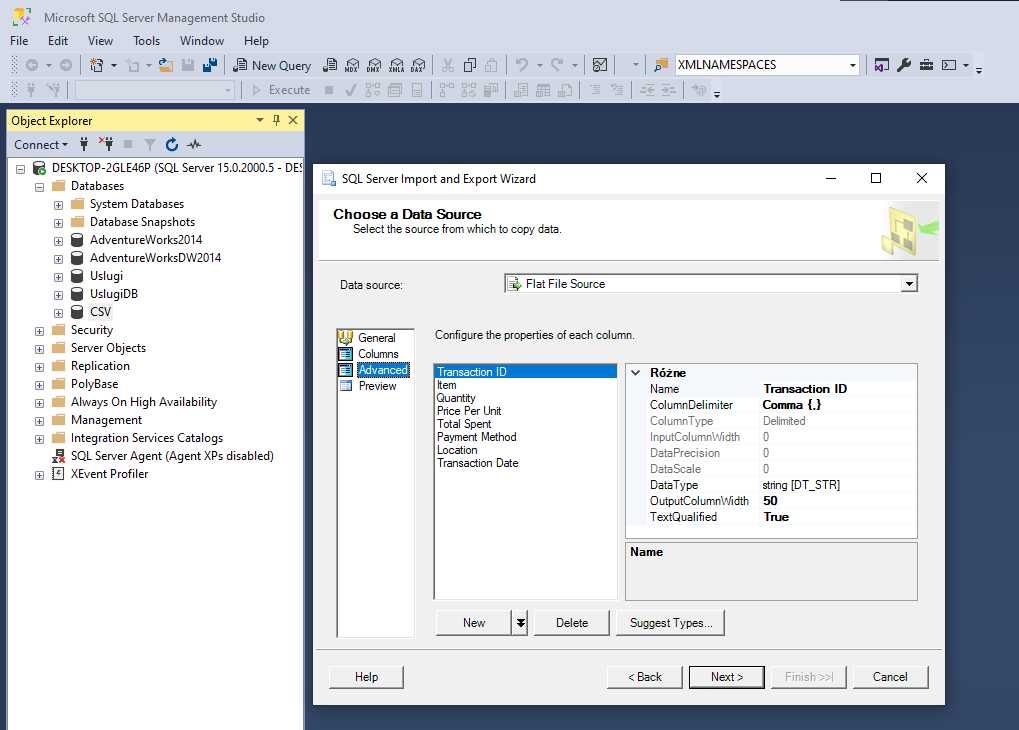 Microsoft SQL Server Management Studio
File Edit View Tools Window Help
New Query MDX DMX XMLA DAX XMLNAMESPACES
Execute
Object Explorer
Connect
DESKTOP-2GLE46P (SQL Server 15.0.2000.5 - DES
Databases
System Databases
Database Snapshots
AdventureWorks2014
AdventureWorksDW2014
Uslugi
UslugiDB
CSV
Security
Server Objects
Replication
PolyBase
Always On High Availability
Management
Integration Services Catalogs
SQL Server Agent (Agent XPs disabled)
XEvent Profiler
SQL Server Import and Export Wizard
Choose a Data Source
Select the source from which to copy data.
Data source: Flat File Source
General
Columns
Advanced
Preview
Configure the properties of each column.
Transaction ID
Item
Quantity
Price Per Unit
Total Spent
Payment Method
Location
Transaction Date
Różne
Name Transaction ID
ColumnDelimiter Comma {,}
ColumnType Delimited
InputColumnWidth 0
DataPrecision 0
DataScale 0
DataType string [DT_STR]
OutputColumnWidth 50
TextQualified True
Name
New Delete Suggest Types...
Help < Back Next > Finish >>| Cancel